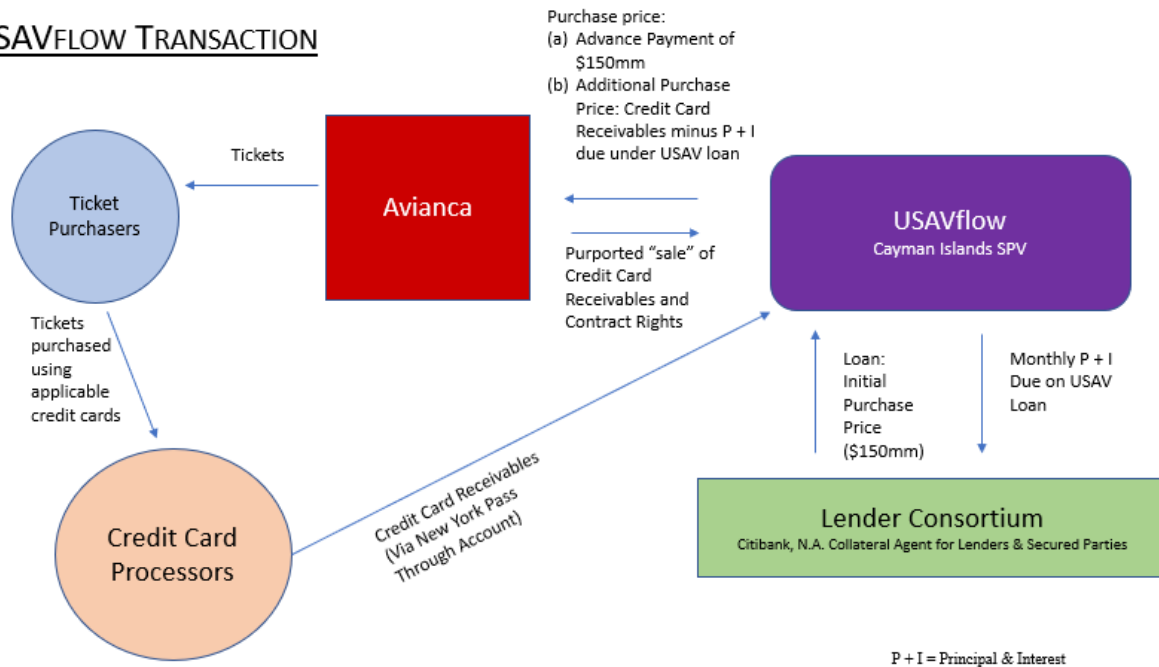 SAVFLOW TRANSACTION
Purchase price:
(a) Advance Payment of
$150mm
(b) Additional Purchase
Price: Credit Card
Receivables minus P + I
due under USAV loan
Tickets
Ticket
Purchasers
Avianca
USAVflow
Cayman Islands SPV
Purported “sale” of
Credit Card
Receivables and
Contract Rights
Tickets
purchased
using
applicable
credit cards
Loan:
Initial
Purchase
Price
($150mm)
Monthly P + I
Due on USAV
Loan
Credit Card Receivables
(Via New York Pass
Through Account)
Credit Card
Processors
Lender Consortium
Citibank, N.A. Collateral Agent for Lenders & Secured Parties
P + I = Principal & Interest